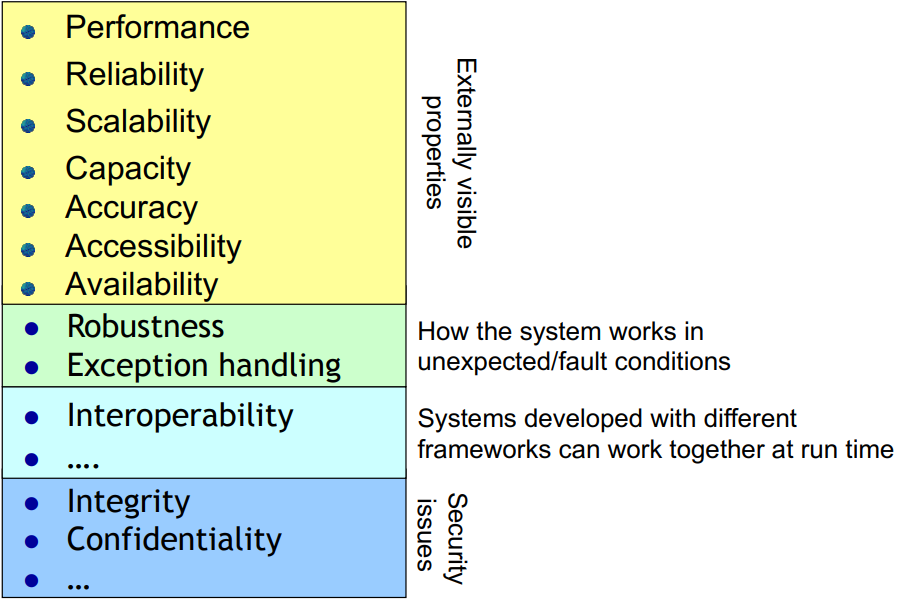 Performance
Reliability
Scalability
Capacity
Accuracy
Accessibility
Availability
Externally visible
properties
Robustness
Exception handling
How the system works in
unexpected/fault conditions
Interoperability
....
Systems developed with different
frameworks can work together at run time
Integrity
Confidentiality
...
Security
issues